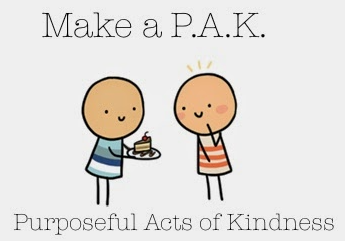 Make a P.A.K.
Purposeful Acts of Kindness